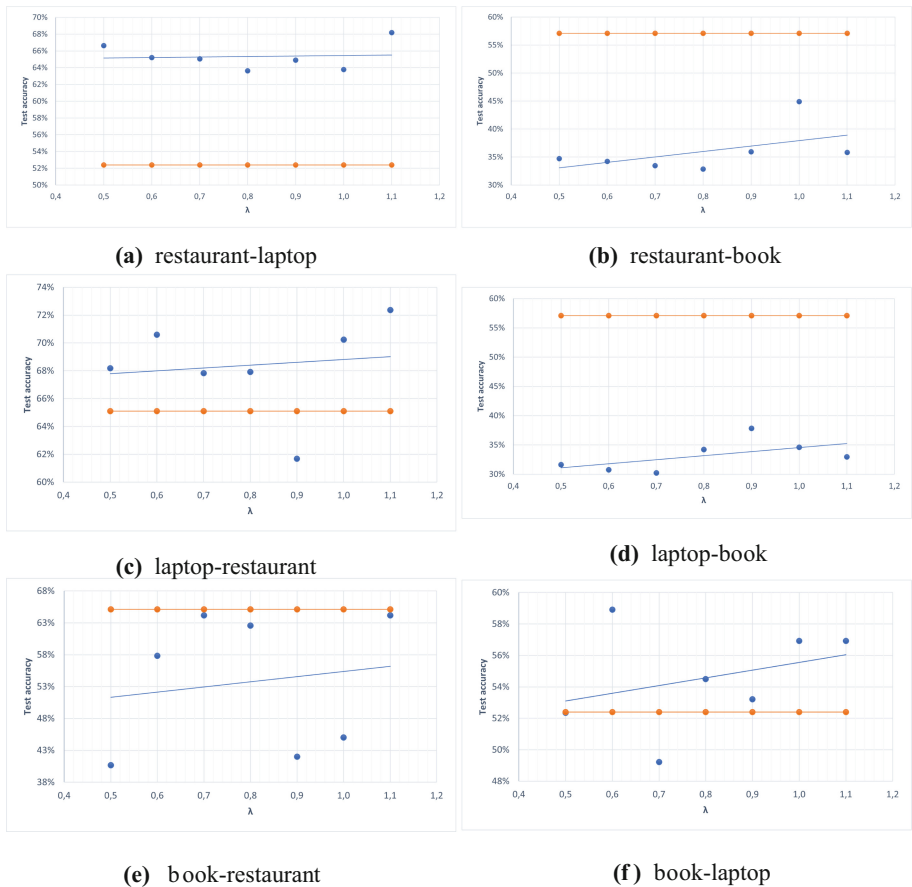 70%
68%
66%
64%
62%
60%
58%
56%
54%
52%
50%
Test accuracy
0,4 0,5 0,6 0,7 0,8 0,9 1,0 1,1 1,2
λ
(a) restaurant-laptop
60%
55%
50%
45%
40%
35%
30%
Test accuracy
0,4 0,5 0,6 0,7 0,8 0,9 1,0 1,1 1,2
λ
(b) restaurant-book
74%
72%
70%
68%
66%
64%
62%
60%
Test accuracy
0,4 0,5 0,6 0,7 0,8 0,9 1,0 1,1 1,2
λ
(c) laptop-restaurant
60%
55%
50%
45%
40%
35%
30%
Test accuracy
0,4 0,5 0,6 0,7 0,8 0,9 1,0 1,1 1,2
λ
(d) laptop-book
68%
63%
58%
53%
48%
43%
38%
Test accuracy
0,4 0,5 0,6 0,7 0,8 0,9 1,0 1,1 1,2
λ
(e) book-restaurant
60%
58%
56%
54%
52%
50%
48%
Test accuracy
0,4 0,5 0,6 0,7 0,8 0,9 1,0 1,1 1,2
λ
(f) book-laptop